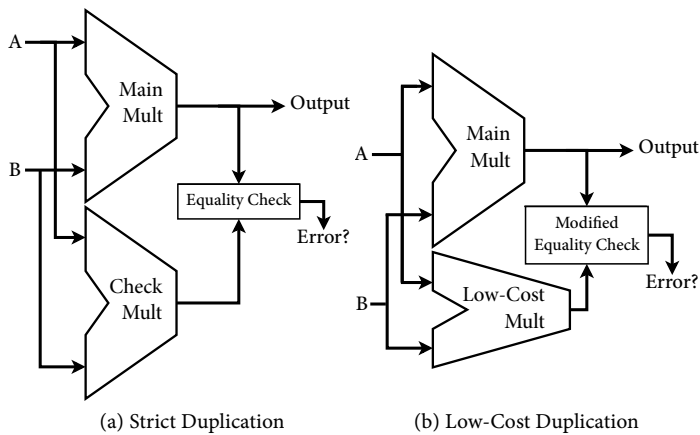 A
B
Main
Mult
Output
Equality Check
Error?
Check
Mult
(a) Strict Duplication
A
B
Main
Mult
Output
Modified
Equality Check
Error?
Low-Cost
Mult
(b) Low-Cost Duplication